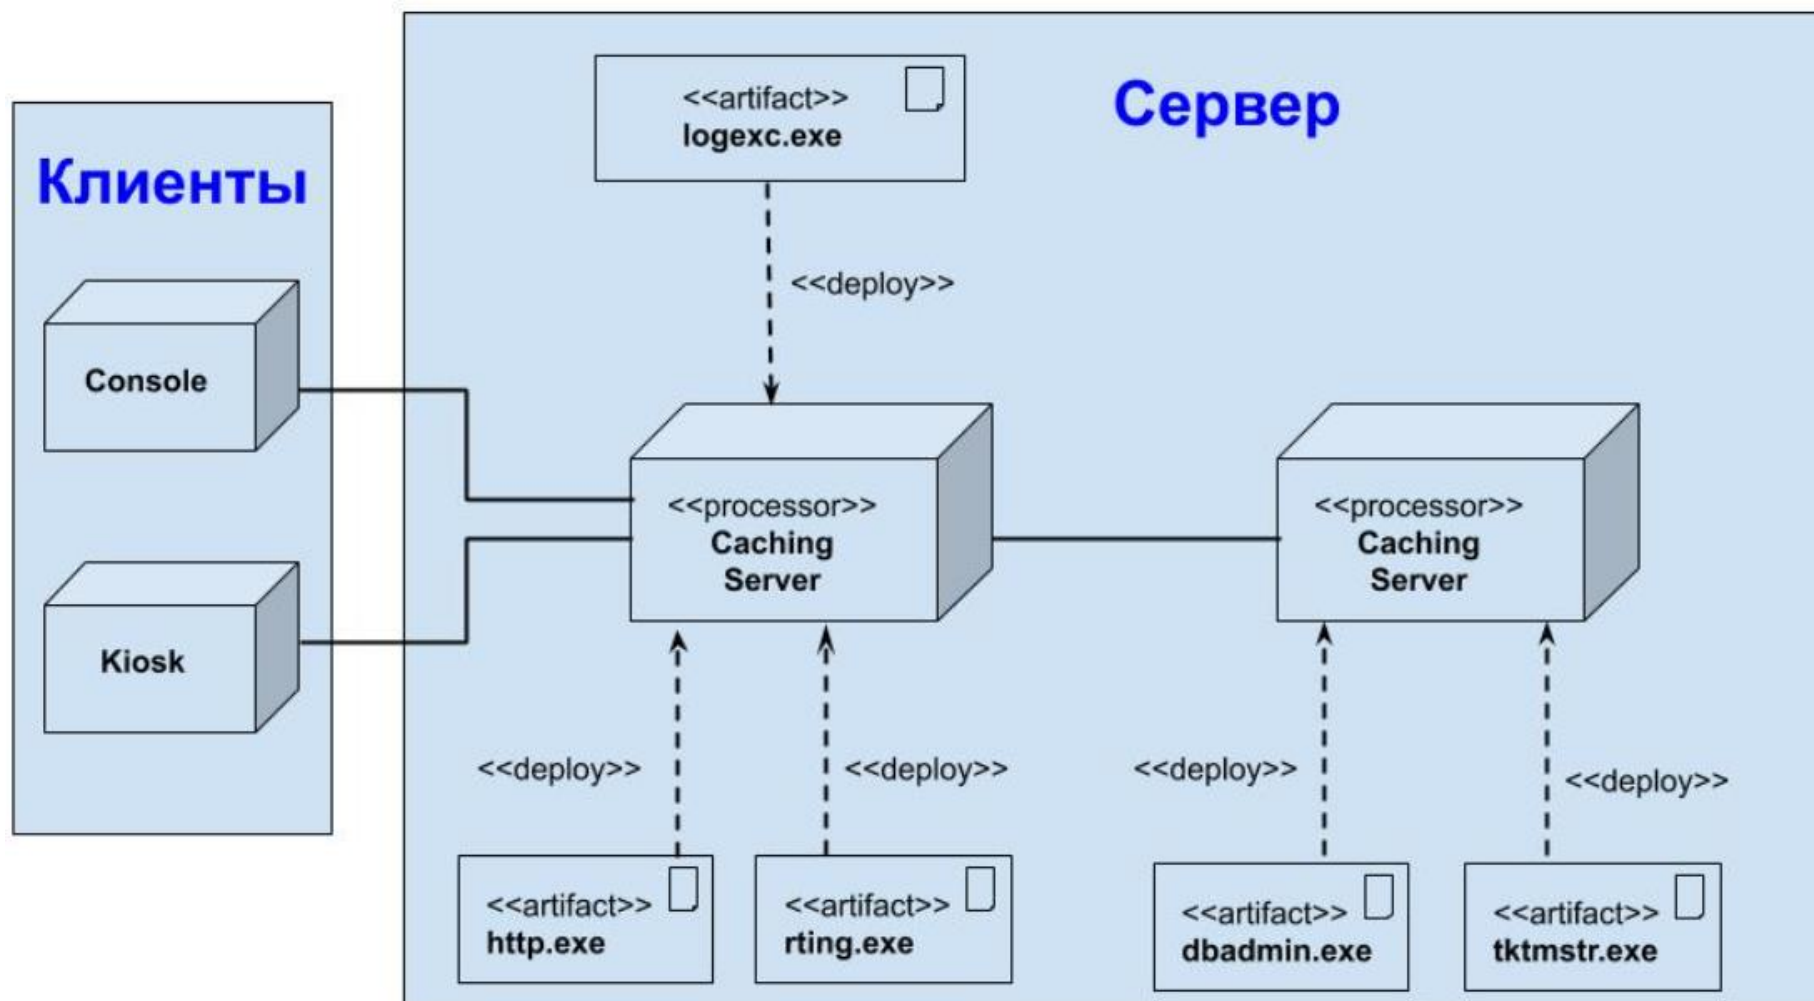 Клиенты
Console
Kiosk
Сервер
<<artifact>>
logexc.exe
<<deploy>>
<<processor>>
Caching
Server
<<processor>>
Caching
Server
<<deploy>>
<<deploy>>
<<deploy>>
<<deploy>>
<<artifact>>
http.exe
<<artifact>>
rting.exe
<<artifact>>
dbadmin.exe
<<artifact>>
tktmstr.exe